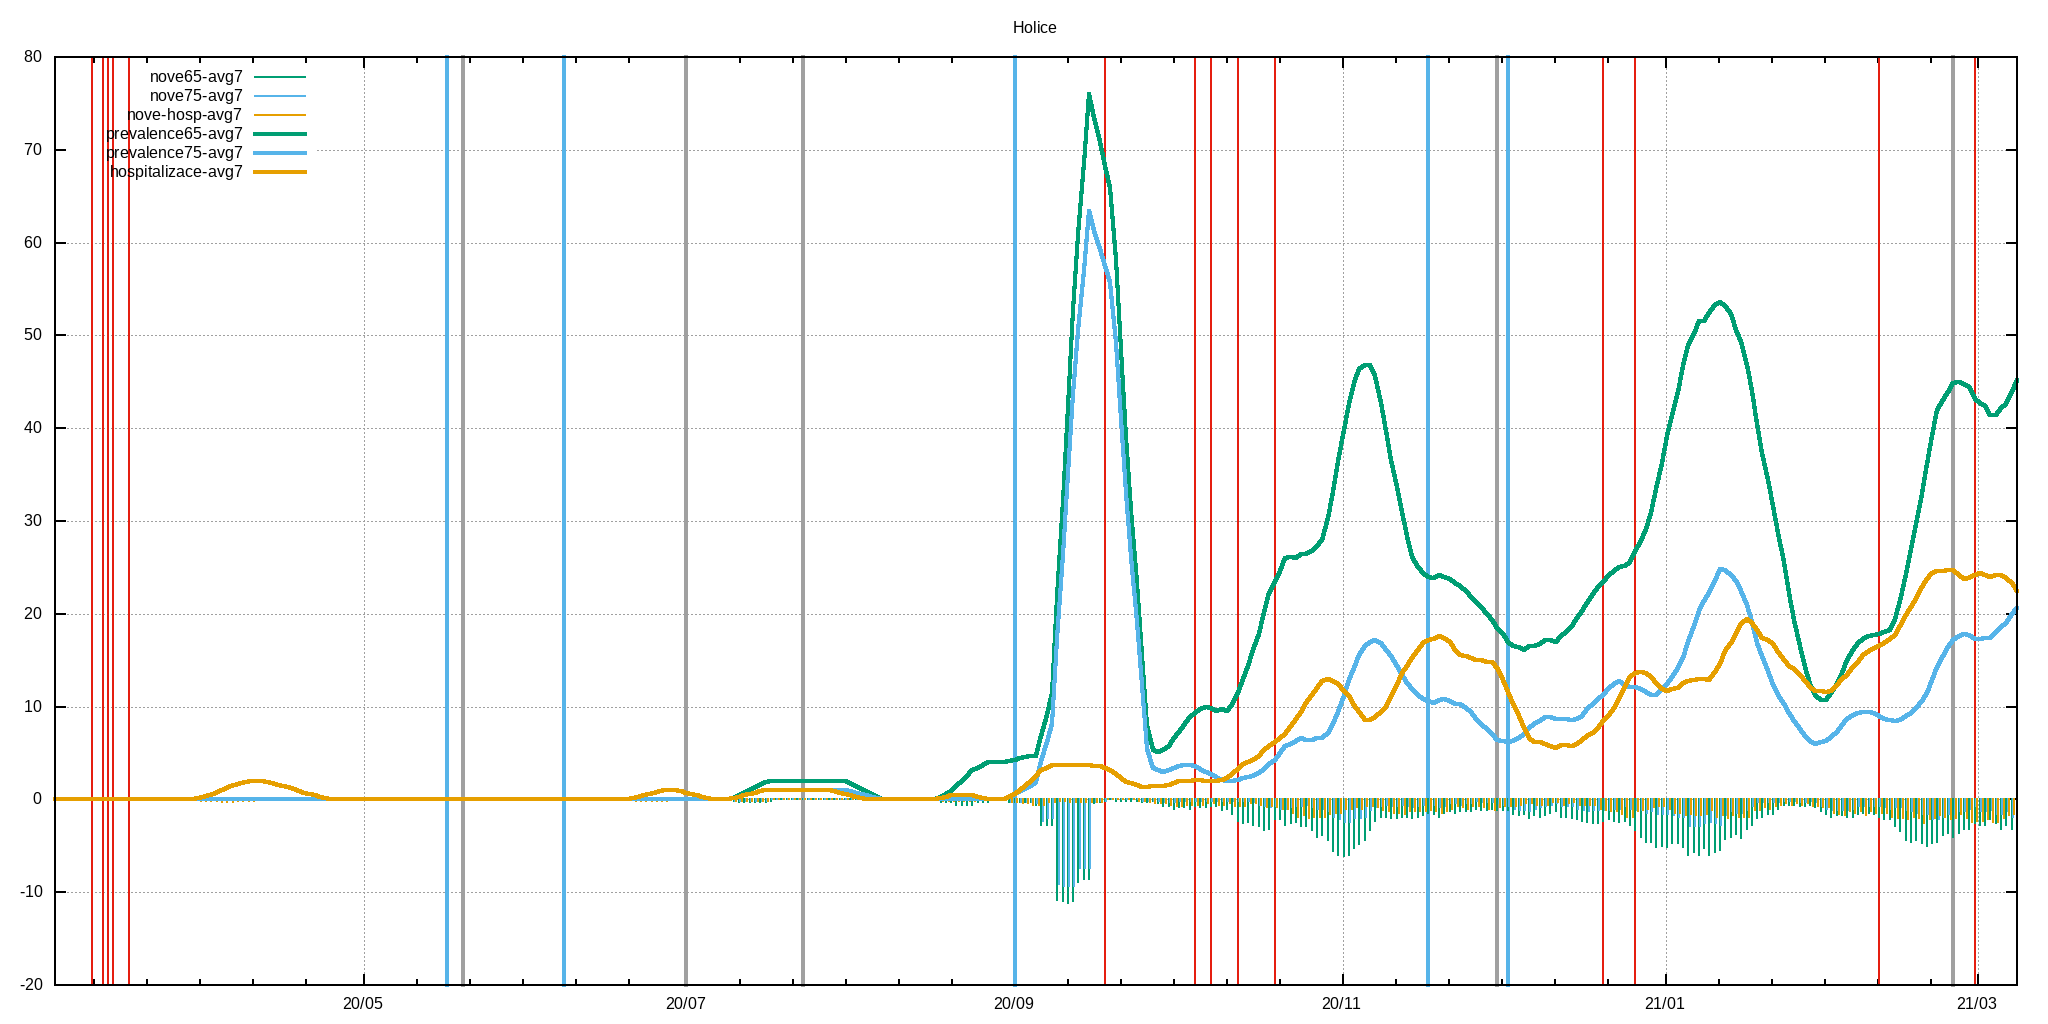 Holice
80
nove65-avg7
nove75-avg7
nove-hosp-avg7
prevalence65-avg7
prevalence75-avg7
hospitalizace-avg7
70
60
50
40
30
20
10
0
-10
-20
20/05 20/07 20/09 20/11 21/01 21/03